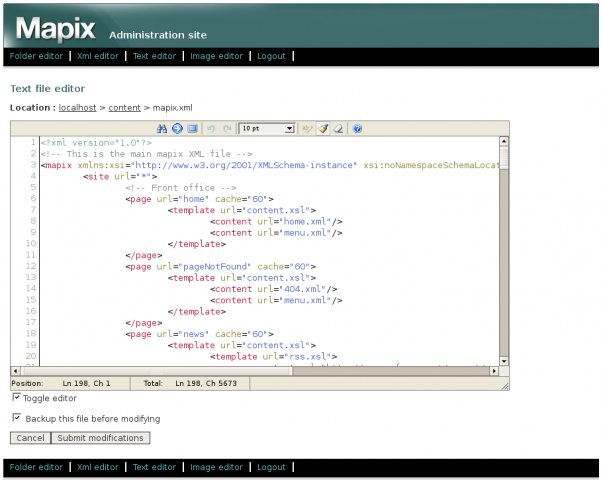 Mapix Administration site
Folder editor | Xml editor | Text editor | Image editor | Logout |
Text file editor
Location : localhost > content > mapix.xml
10 pt
1 <?xml version="1.0"?>
2 <!-- This is the main mapix XML file -->
3 <mapix xmlns:xsi="http://www.w3.org/2001/XMLSchema-instance" xsi:noNamespaceSchemaLocat
4 <site url="*">
5 <!-- Front office -->
6 <page url="home" cache="60">
7 <template url="content.xsl">
8 <content url="home.xml"/>
9 <content url="menu.xml"/>
10 </template>
11 </page>
12 <page url="pageNotFound" cache="60">
13 <template url="content.xsl">
14 <content url="404.xml"/>
15 <content url="menu.xml"/>
16 </template>
17 </page>
18 <page url="news" cache="60">
19 <template url="content.xsl">
20 <template url="rss.xsl">
Position: Ln 198, Ch 1 Total: Ln 198, Ch 5673
Toggle editor
Backup this file before modifying
Cancel Submit modifications
Folder editor | Xml editor | Text editor | Image editor | Logout |